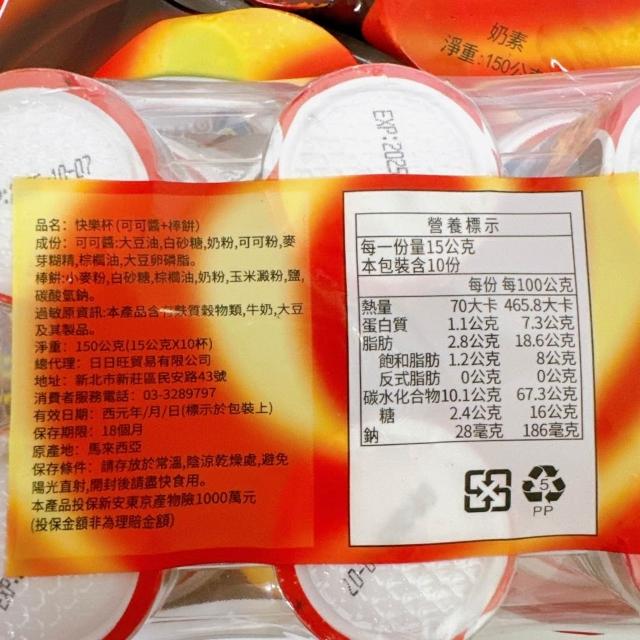 奶素
淨重:150公克
EXP:2025
10-07
品名: 快樂杯(可可醬+棒餅)
成份: 可可醬:大豆油,白砂糖,奶粉,可可粉,麥
芽糊精,棕櫚油,大豆卵磷脂。
棒餅:小麥粉,白砂糖,棕櫚油,奶粉,玉米澱粉,鹽,
碳酸氫鈉。
過敏原資訊:本產品含有麩質穀物類,牛奶,大豆
及其製品。
淨重: 150公克(15公克X10杯)
總代理: 日日旺貿易有限公司
地址: 新北市新莊區民安路43號
消費者服務電話: 03-3289797
有效日期: 西元年/月/日(標示於包裝上)
保存期限: 18個月
原產地: 馬來西亞
保存條件: 請存放於常溫,陰涼乾燥處,避免
陽光直射,開封後請盡快食用。
本產品投保新安東京產物險1000萬元
(投保金額非為理賠金額)
營養標示
每一份量15公克
本包裝含10份
每份 每100公克
熱量 70大卡 465.8大卡
蛋白質 1.1公克 7.3公克
脂肪 2.8公克 18.6公克
飽和脂肪 1.2公克 8公克
反式脂肪 0公克 0公克
碳水化合物10.1公克 67.3公克
糖 2.4公克 16公克
鈉 28毫克 186毫克
5
PP